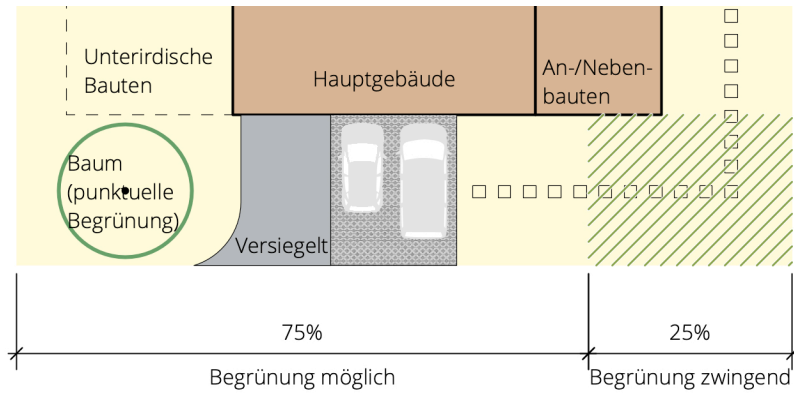 Unterirdische
Bauten
Hauptgebäude
An-/Neben-
bauten
Baum
(punktuelle
Begrünung)
Versiegelt
75%
25%
Begrünung möglich
Begrünung zwingend